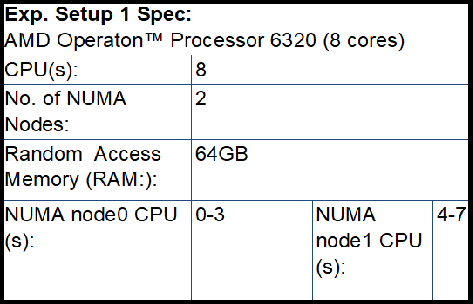 Exp. Setup 1 Spec:
AMD Operaton™ Processor 6320 (8 cores)
CPU(s): 8
No. of NUMA 2
Nodes:
Random Access 64GB
Memory (RAM:):
NUMA node0 CPU 0-3 NUMA 4-7
(s): node1 CPU
(s):